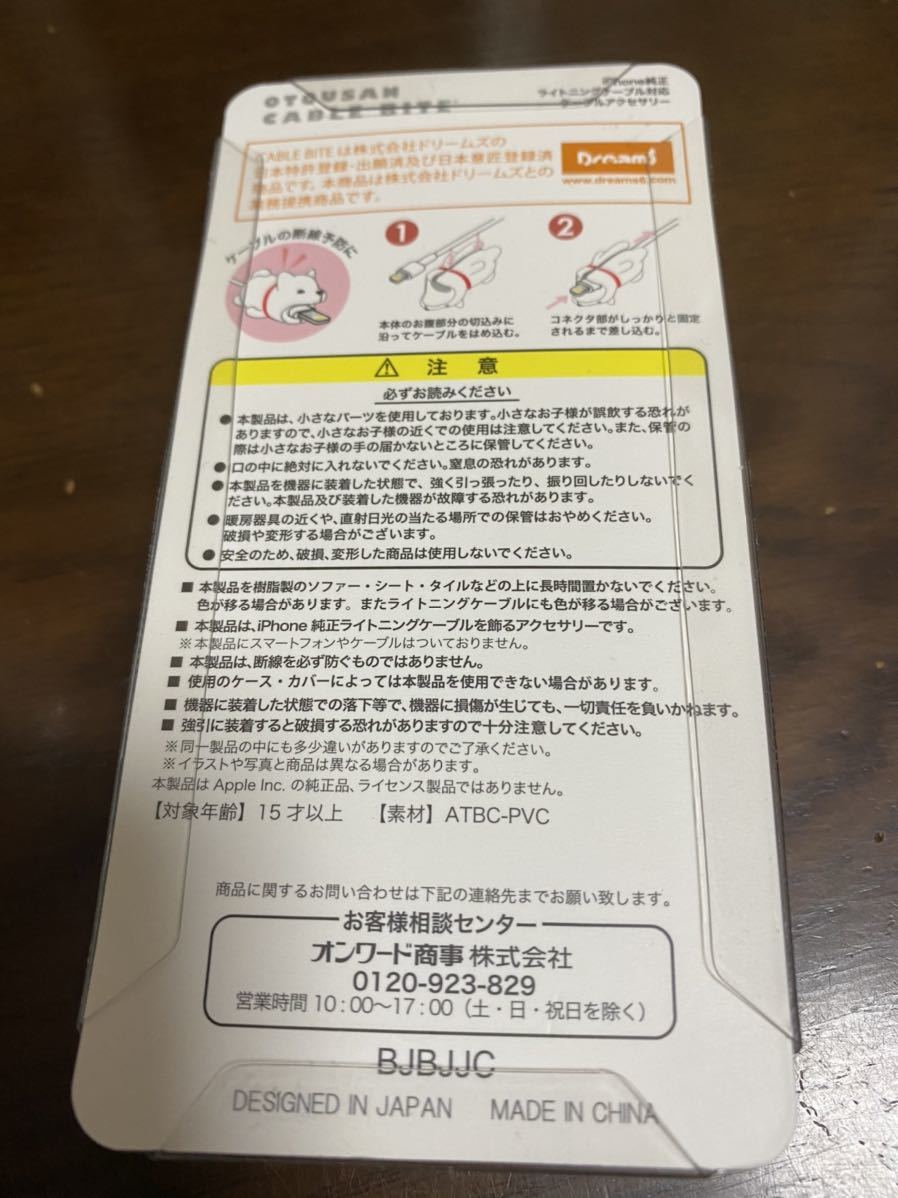 OTOUSAN
CABLE BITE
iPhone純正
ライトニングケーブル対応
ケーブルアクセサリー
CABLE BITE は株式会社ドリームズの
日本特許登録・出願済及び日本意匠登録済
商品です。本商品は株式会社ドリームズとの
業務提携商品です。
Dreams
www.dreams6.com
ケーブルの断線予防に
1
本体のお腹部分の切込みに
沿ってケーブルをはめ込む。
2
コネクタ部がしっかりと固定
されるまで差し込む。
⚠ 注 意
必ずお読みください
● 本製品は、小さなパーツを使用しております。小さなお子様が誤飲する恐れが
ありますので、小さなお子様の近くでの使用は注意してください。また、保管の
際は小さなお子様の手の届かないところに保管してください。
● 口の中に絶対に入れないでください。窒息の恐れがあります。
● 本製品を機器に装着した状態で、強く引っ張ったり、振り回したりしないでく
ださい。本製品及び装着した機器が故障する恐れがあります。
● 暖房器具の近くや、直射日光の当たる場所での保管はおやめください。
破損や変形する場合がございます。
● 安全のため、破損、変形した商品は使用しないでください。
■ 本製品を樹脂製のソファー・シート・タイルなどの上に長時間置かないでください。
色が移る場合があります。またライトニングケーブルにも色が移る場合がございます。
■ 本製品は、iPhone 純正ライトニングケーブルを飾るアクセサリーです。
※本製品にスマートフォンやケーブルはついておりません。
■ 本製品は、断線を必ず防ぐものではありません。
■ 使用のケース・カバーによっては本製品を使用できない場合があります。
■ 機器に装着した状態での落下等で、機器に損傷が生じても、一切責任を負いかねます。
■ 強引に装着すると破損する恐れがありますので十分注意してください。
※同一製品の中にも多少違いがありますのでご了承ください。
※イラストや写真と商品は異なる場合があります。
本製品は Apple Inc. の純正品、ライセンス製品ではありません。
【対象年齢】15 才以上 【素材】ATBC-PVC
商品に関するお問い合わせは下記の連絡先までお願い致します。
お客様相談センター
オンワード商事 株式会社
0120-923-829
営業時間 10:00〜17:00（土・日・祝日を除く）
BJBJJC
DESIGNED IN JAPAN MADE IN CHINA